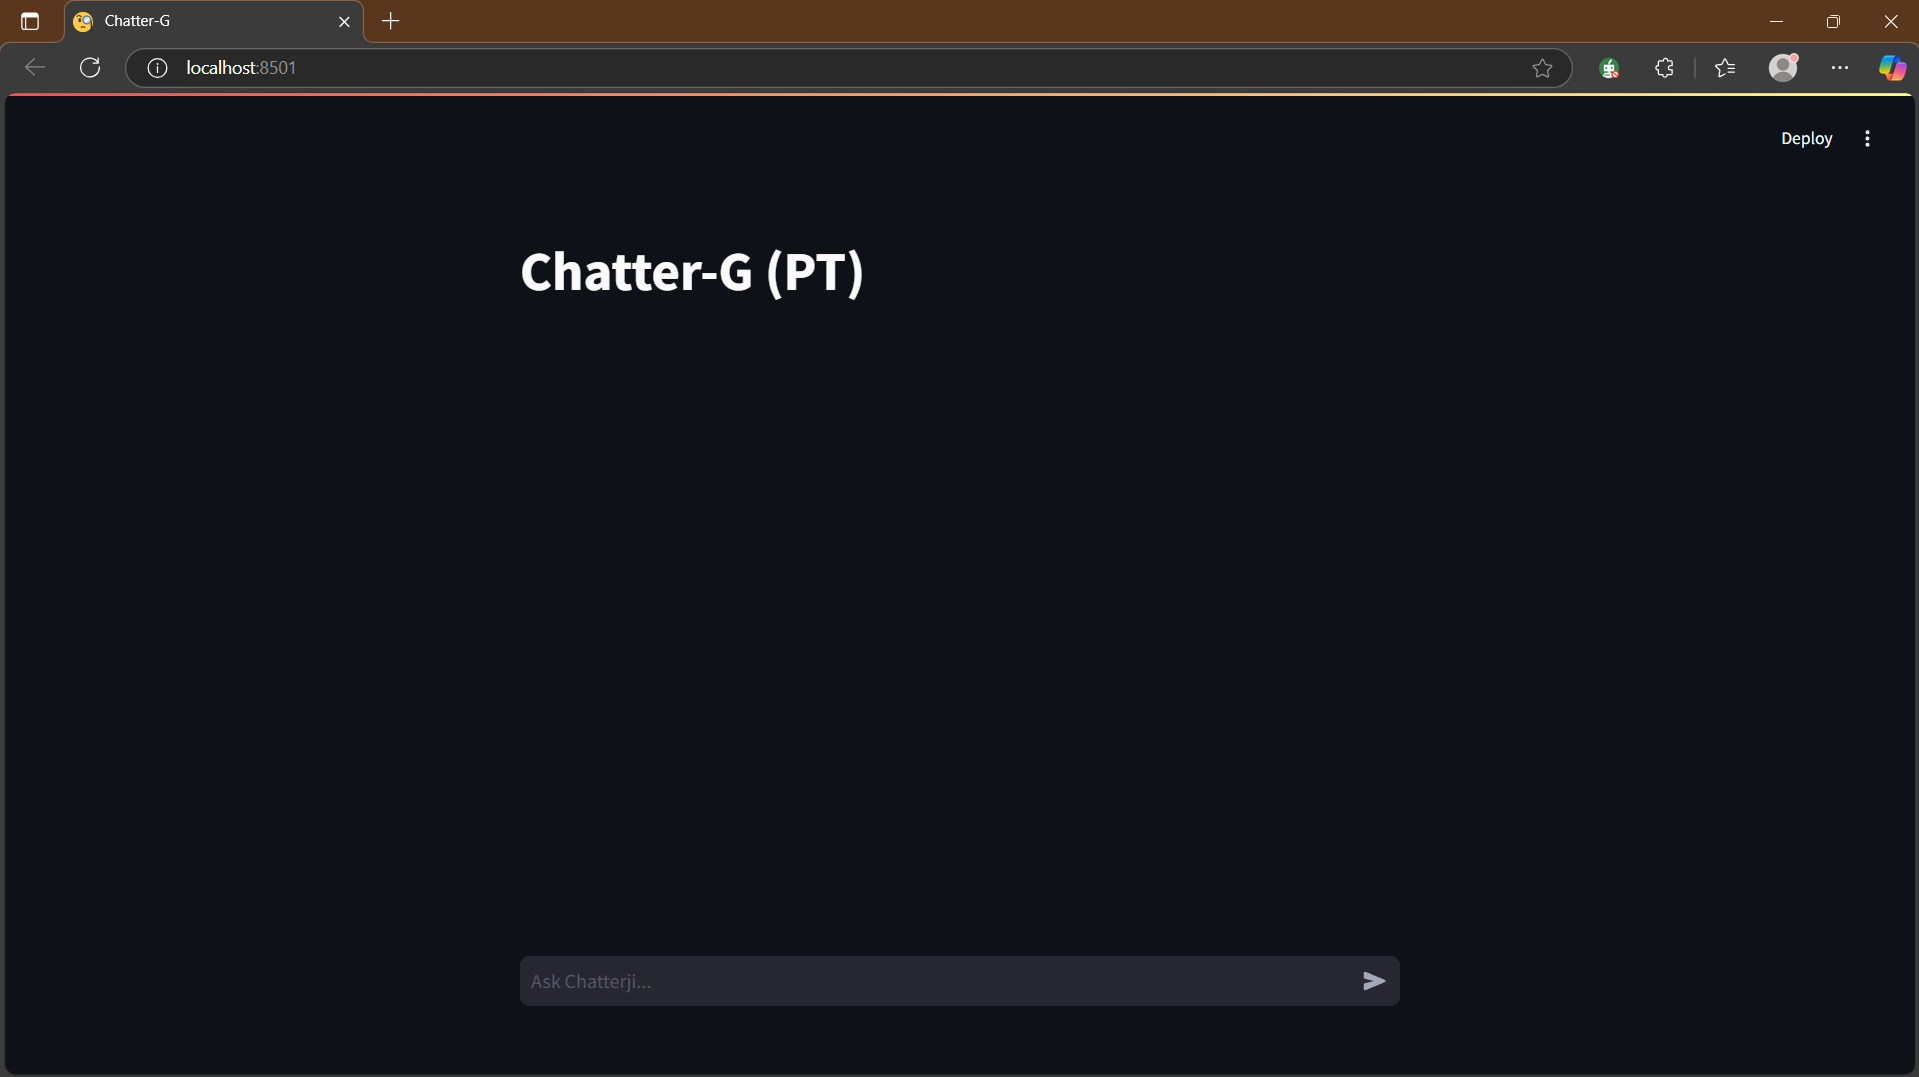 Chatter-G
localhost:8501
Deploy
Chatter-G (PT)
Ask Chatterji...